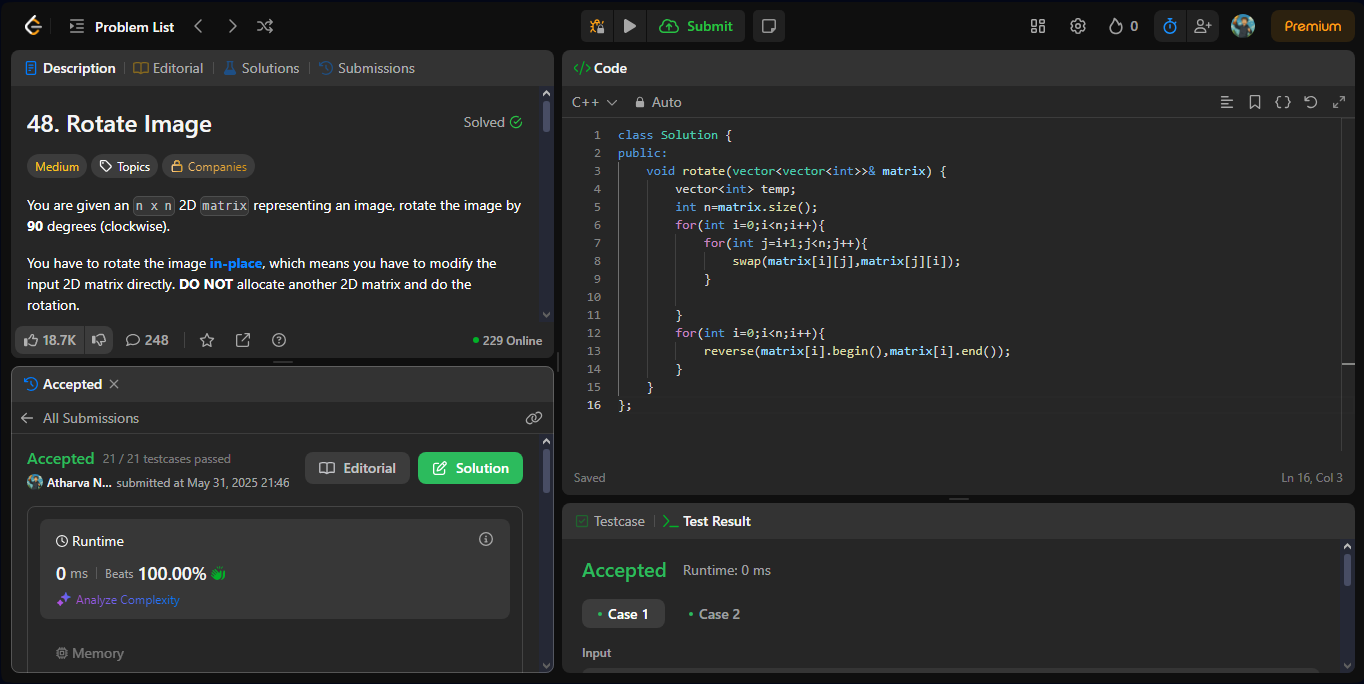 Problem List
Submit
0
Premium
Description
Editorial
Solutions
Submissions
48. Rotate Image
Solved
Medium
Topics
Companies
You are given an n x n 2D matrix representing an image, rotate the image by
90 degrees (clockwise).
You have to rotate the image in-place, which means you have to modify the
input 2D matrix directly. DO NOT allocate another 2D matrix and do the
rotation.
18.7K
248
229 Online
Accepted
All Submissions
Accepted 21 / 21 testcases passed
Atharva N... submitted at May 31, 2025 21:46
Editorial
Solution
Runtime
0 ms Beats 100.00%
Analyze Complexity
Memory
</> Code
C++ Auto
1 class Solution {
2 public:
3 void rotate(vector<vector<int>>& matrix) {
4 vector<int> temp;
5 int n=matrix.size();
6 for(int i=0;i<n;i++){
7 for(int j=i+1;j<n;j++){
8 swap(matrix[i][j],matrix[j][i]);
9 }
10
11 }
12 for(int i=0;i<n;i++){
13 reverse(matrix[i].begin(),matrix[i].end());
14 }
15 }
16 };
Saved
Ln 16, Col 3
Testcase
>_ Test Result
Accepted Runtime: 0 ms
Case 1
Case 2
Input